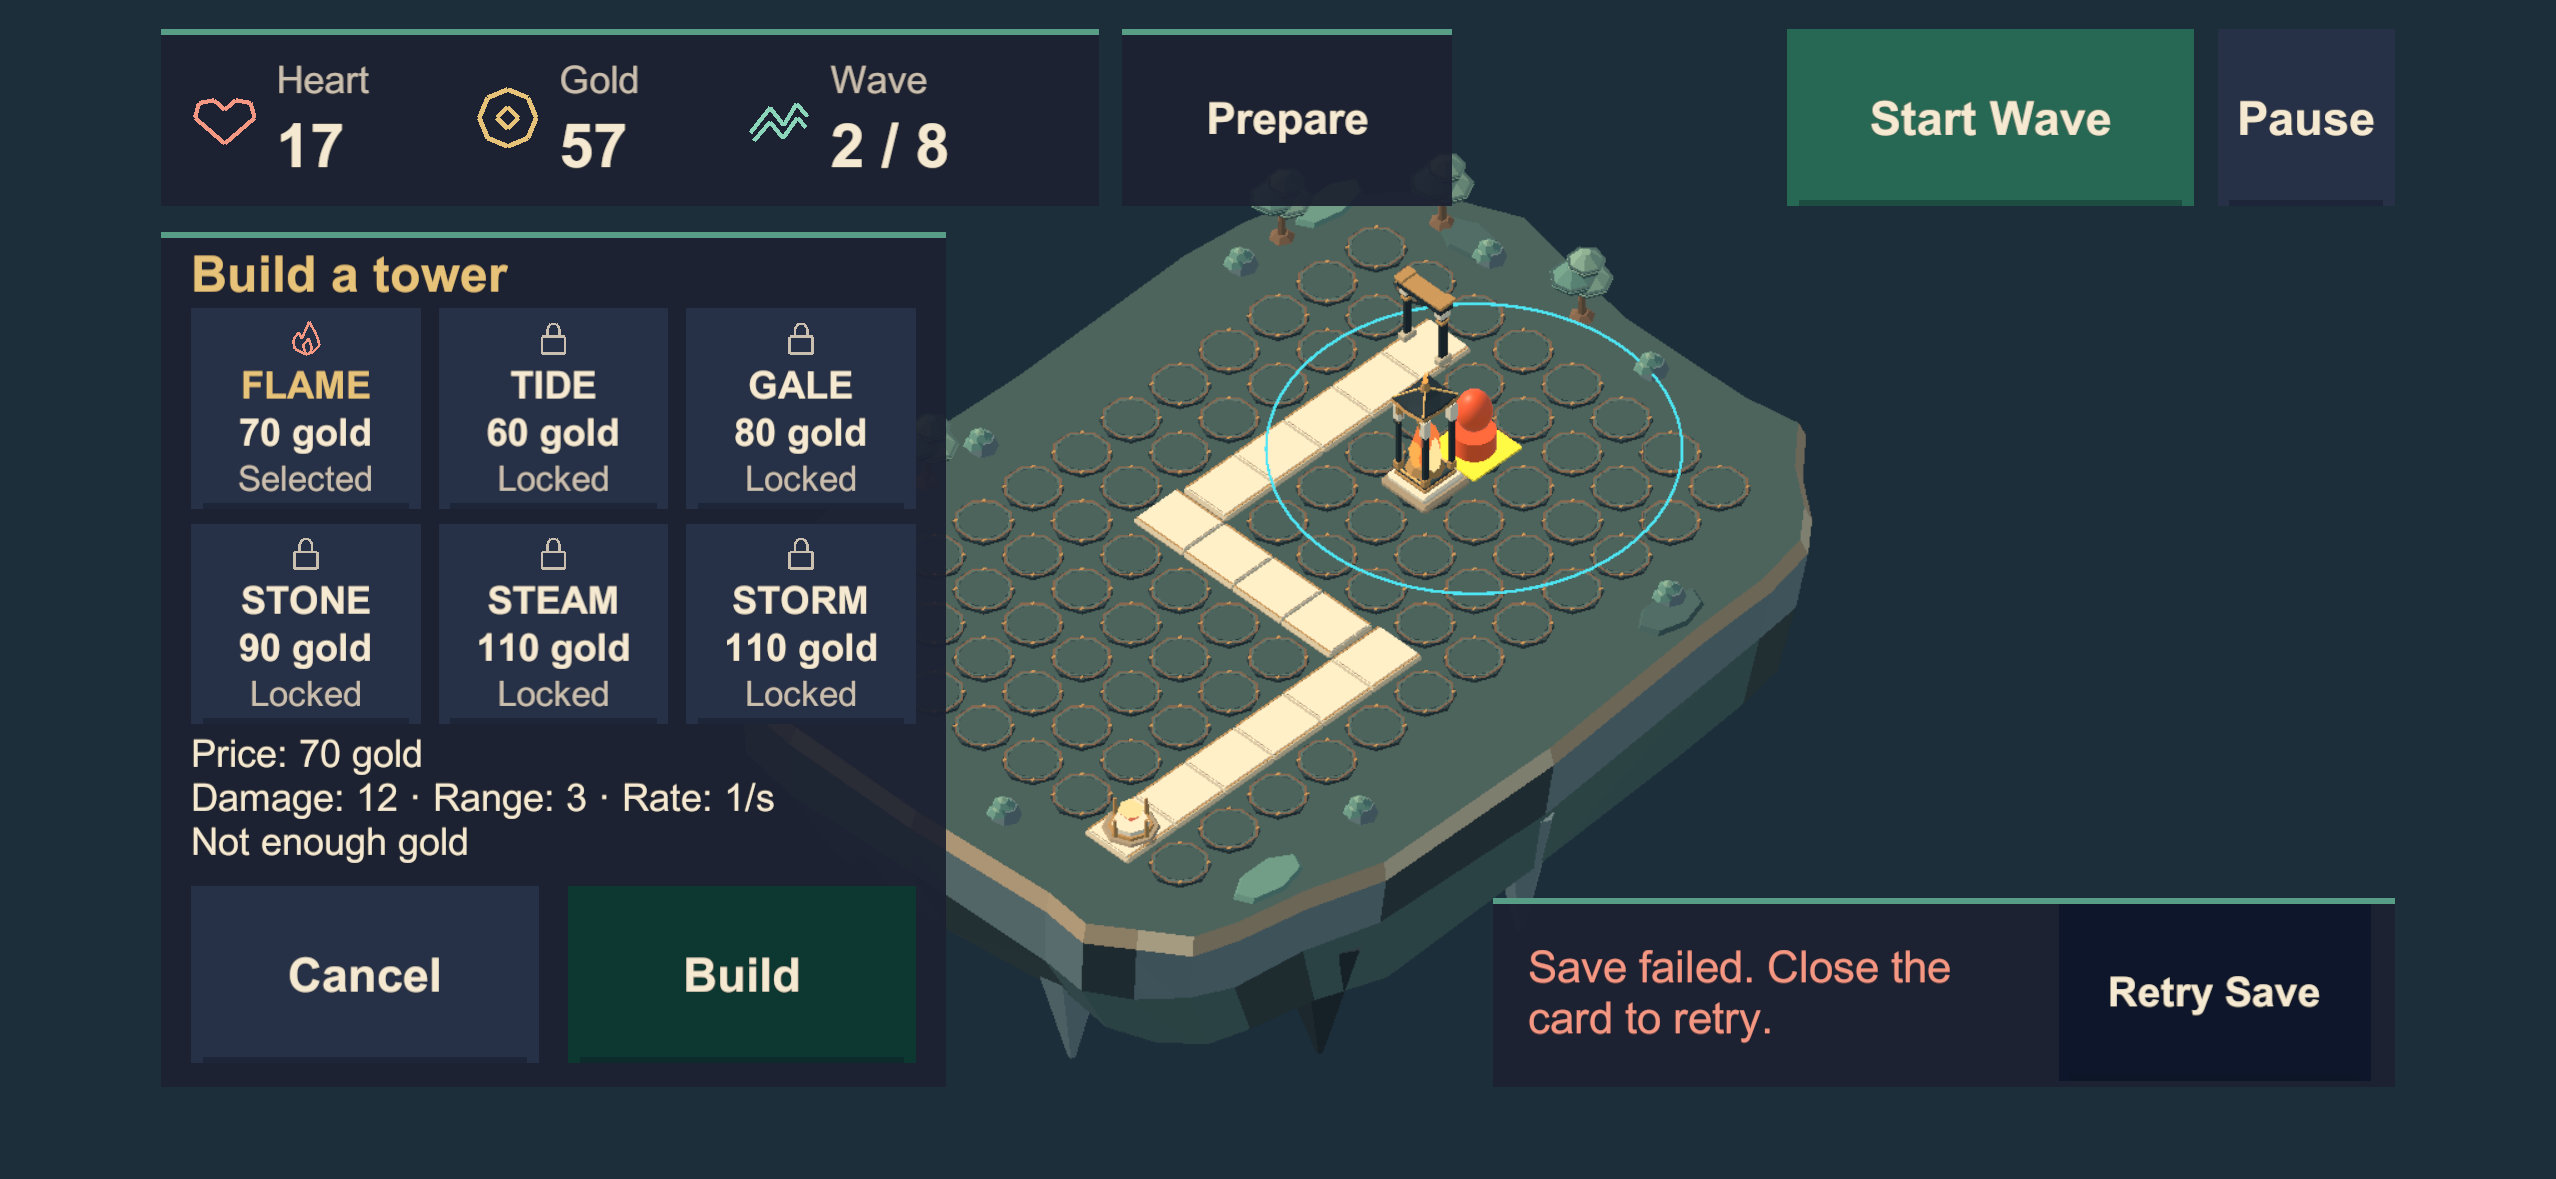 Heart
17
Gold
57
Wave
2 / 8
Prepare
Start Wave
Pause
Build a tower
FLAME
70 gold
Selected
TIDE
60 gold
Locked
GALE
80 gold
Locked
STONE
90 gold
Locked
STEAM
110 gold
Locked
STORM
110 gold
Locked
Price: 70 gold
Damage: 12 · Range: 3 · Rate: 1/s
Not enough gold
Cancel
Build
Save failed. Close the
card to retry.
Retry Save